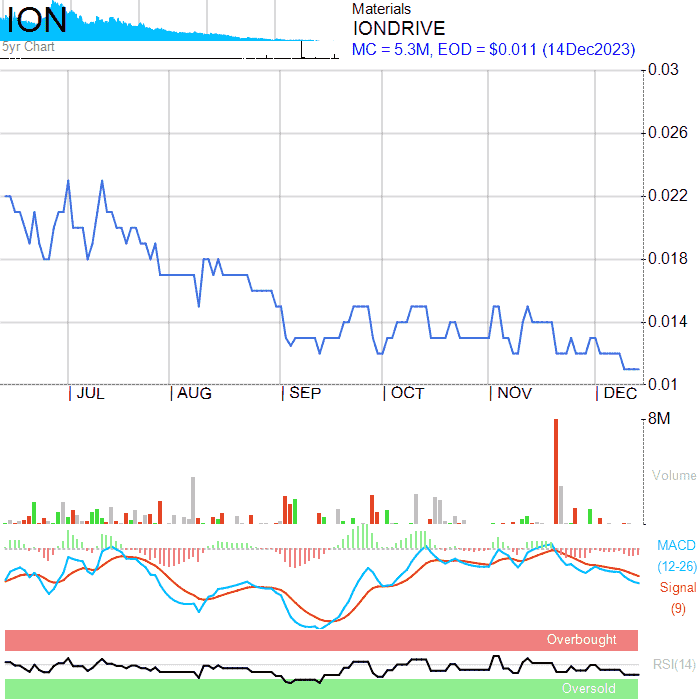 ION
5yr Chart
Materials
IONDRIVE
MC = 5.3M, EOD = $0.011 (14Dec2023)
0.03
0.026
0.022
0.018
0.014
0.01
JUL AUG SEP OCT NOV DEC
8M
Volume
MACD
(12-26)
Signal
(9)
Overbought
RSI(14)
Oversold